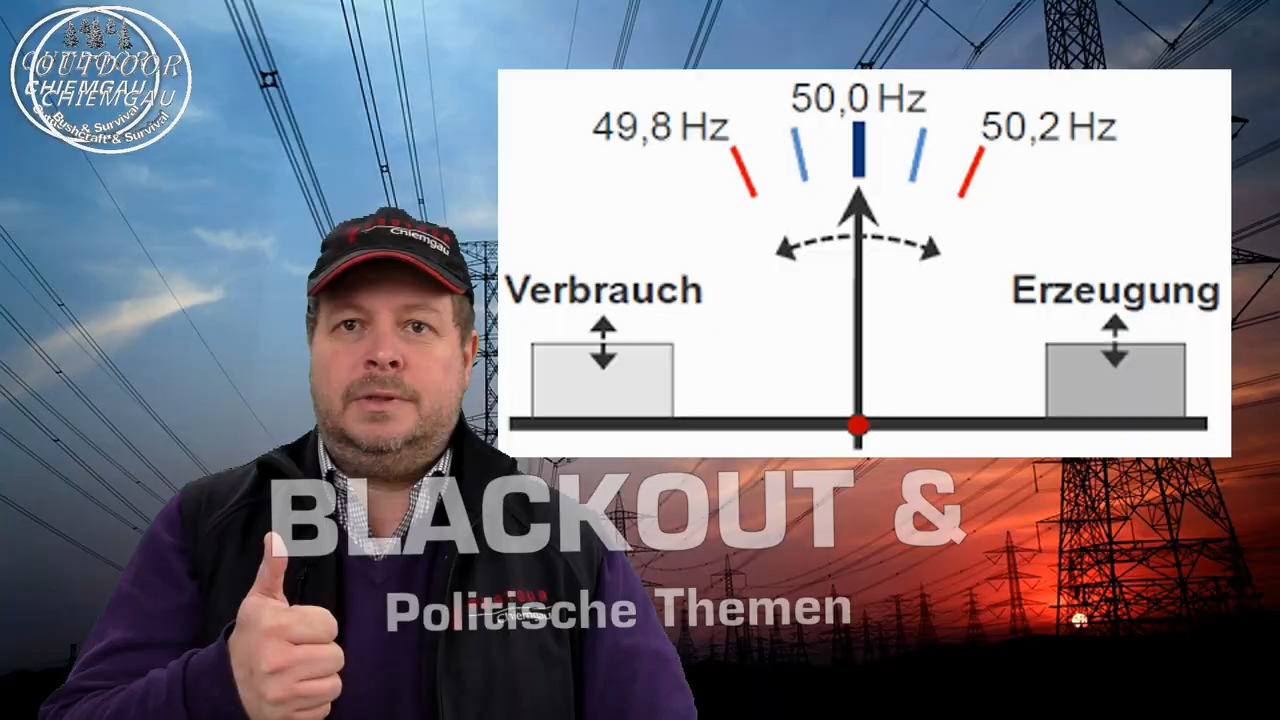 OUTDOOR
CHIEMGAU
Bushcraft & Survival
50,0 Hz
49,8 Hz
50,2 Hz
Verbrauch
Erzeugung
Chiemgau
BLACKOUT &
Politische Themen
Chiemgau